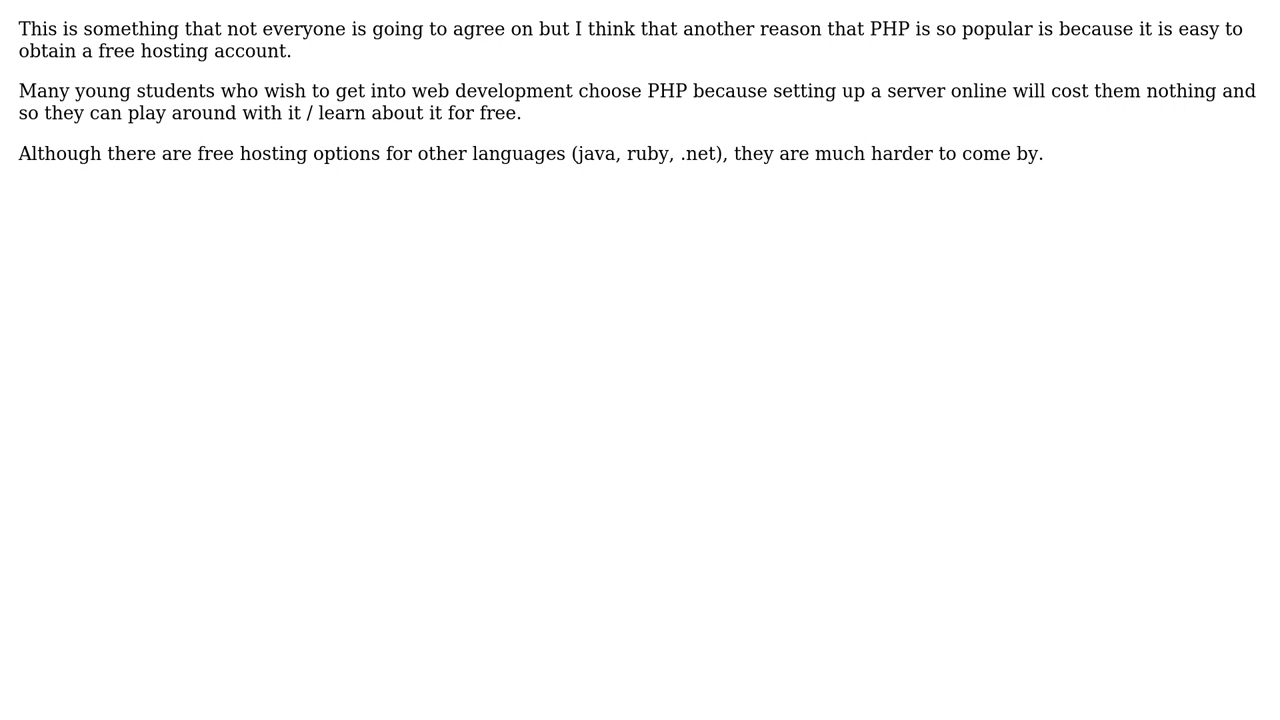 This is something that not everyone is going to agree on but I think that another reason that PHP is so popular is because it is easy to
obtain a free hosting account.
Many young students who wish to get into web development choose PHP because setting up a server online will cost them nothing and
so they can play around with it / learn about it for free.
Although there are free hosting options for other languages (java, ruby, .net), they are much harder to come by.